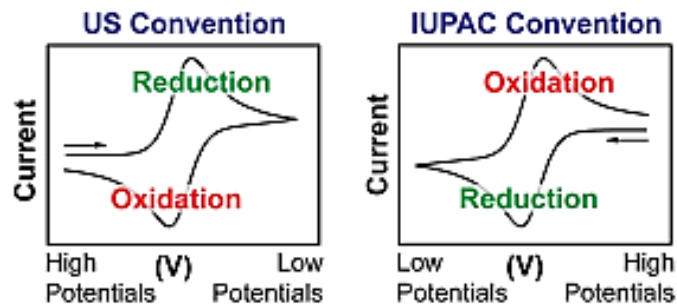 US Convention
Current
Reduction
Oxidation
High Potentials
(V)
Low Potentials
IUPAC Convention
Current
Oxidation
Reduction
Low Potentials
(V)
High Potentials